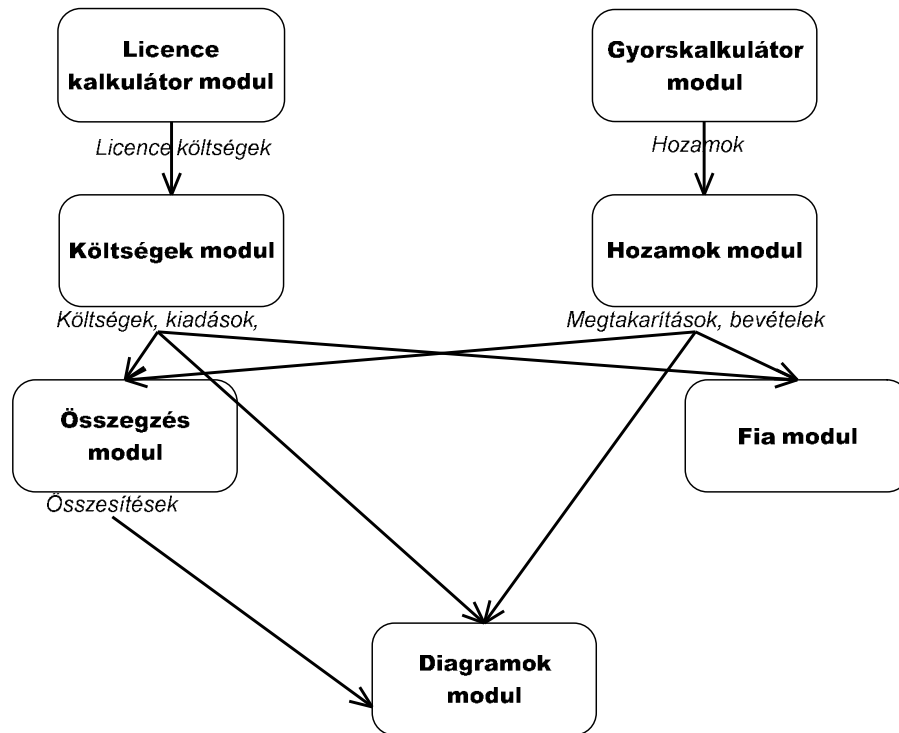 Licence
kalkulátor modul
Gyorskalkulátor
modul
Licence költségek
Hozamok
Költségek modul
Hozamok modul
Költségek, kiadások,
Megtakarítások, bevételek
Összegzés
modul
Fia modul
Összesítések
Diagramok
modul